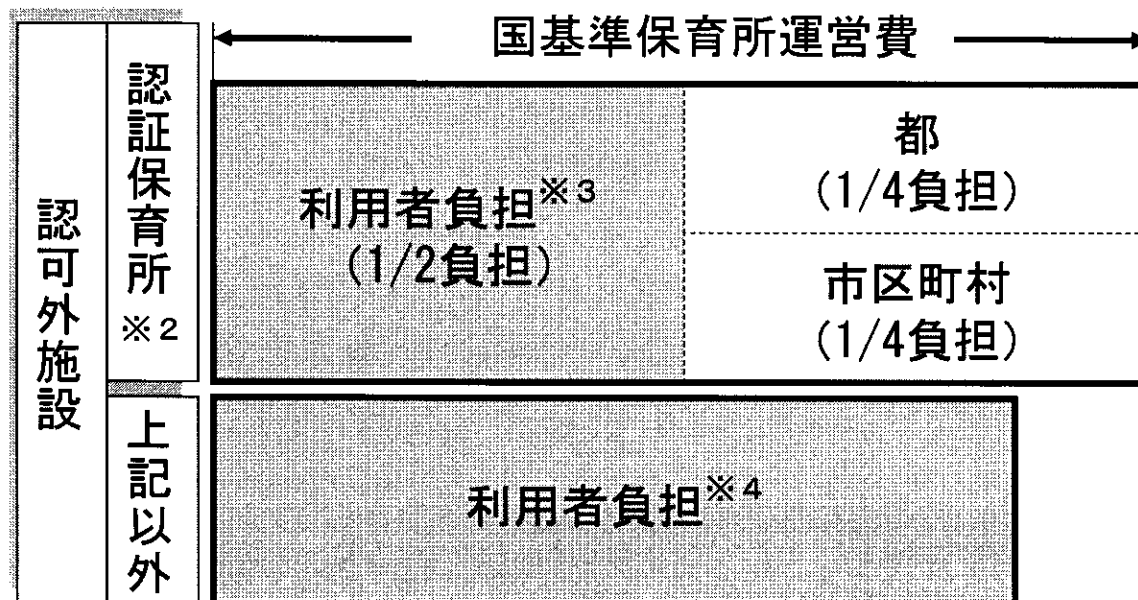 国基準保育所運営費
認可外施設
認証保育所
※2
利用者負担※3
(1/2負担)
都
(1/4負担)
市区町村
(1/4負担)
上記以外
利用者負担※4